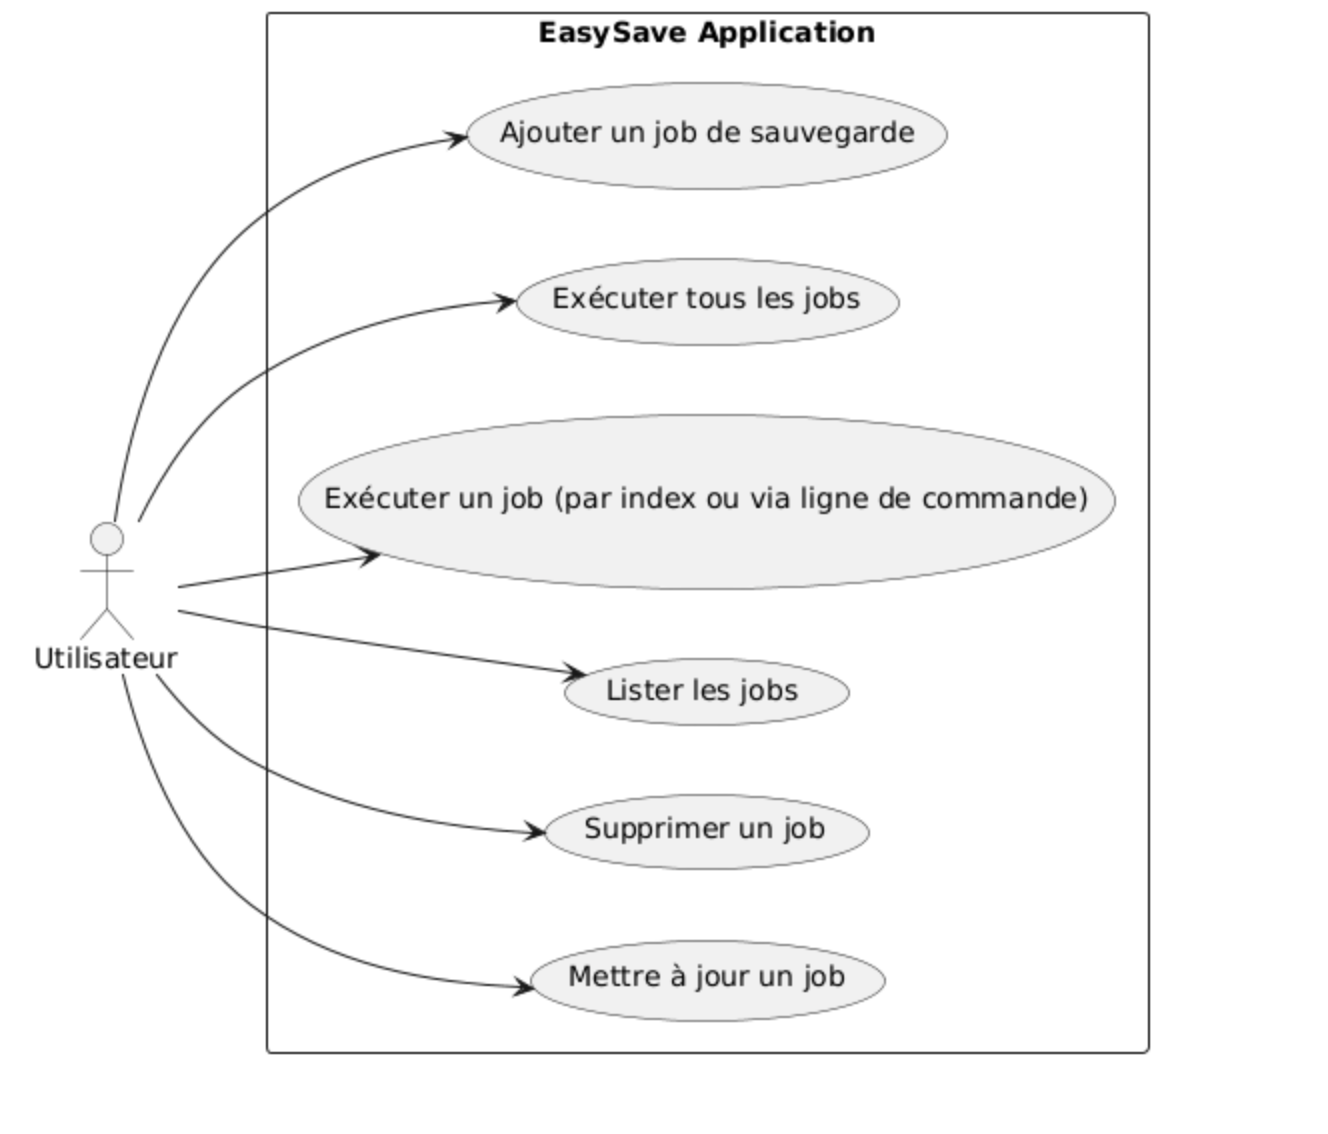 EasySave Application
Ajouter un job de sauvegarde
Exécuter tous les jobs
Exécuter un job (par index ou via ligne de commande)
Utilisateur
Lister les jobs
Supprimer un job
Mettre à jour un job